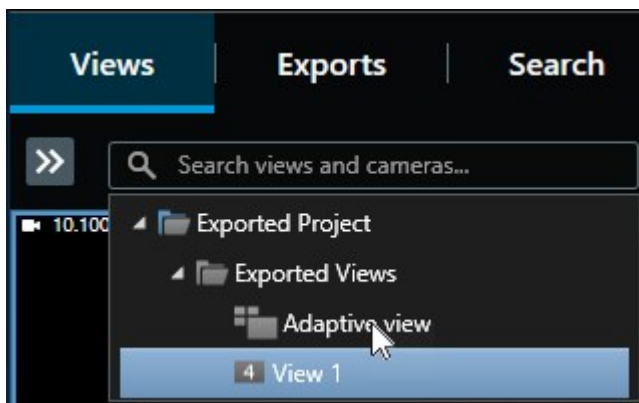 Views Exports Search
Search views and cameras...
10.100
Exported Project
Exported Views
Adaptive view
4 View 1